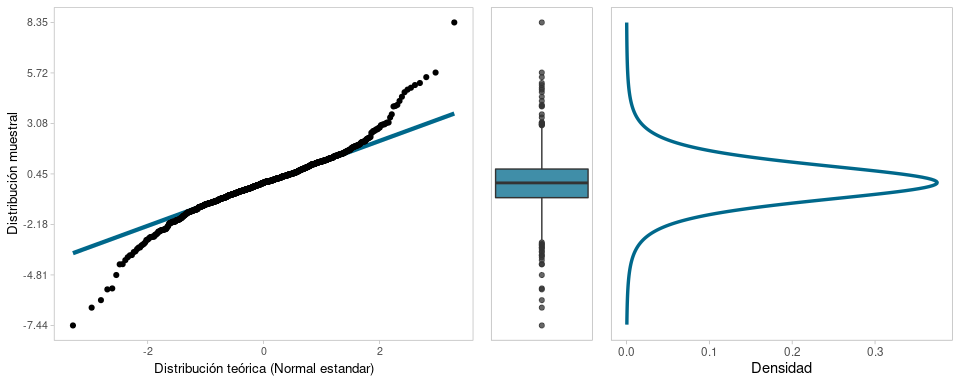 8.35
5.72
3.08
0.45
-2.18
-4.81
-7.44
Distribución muestral
-2 0 2
Distribución teórica (Normal estandar)
0.0 0.1 0.2 0.3
Densidad